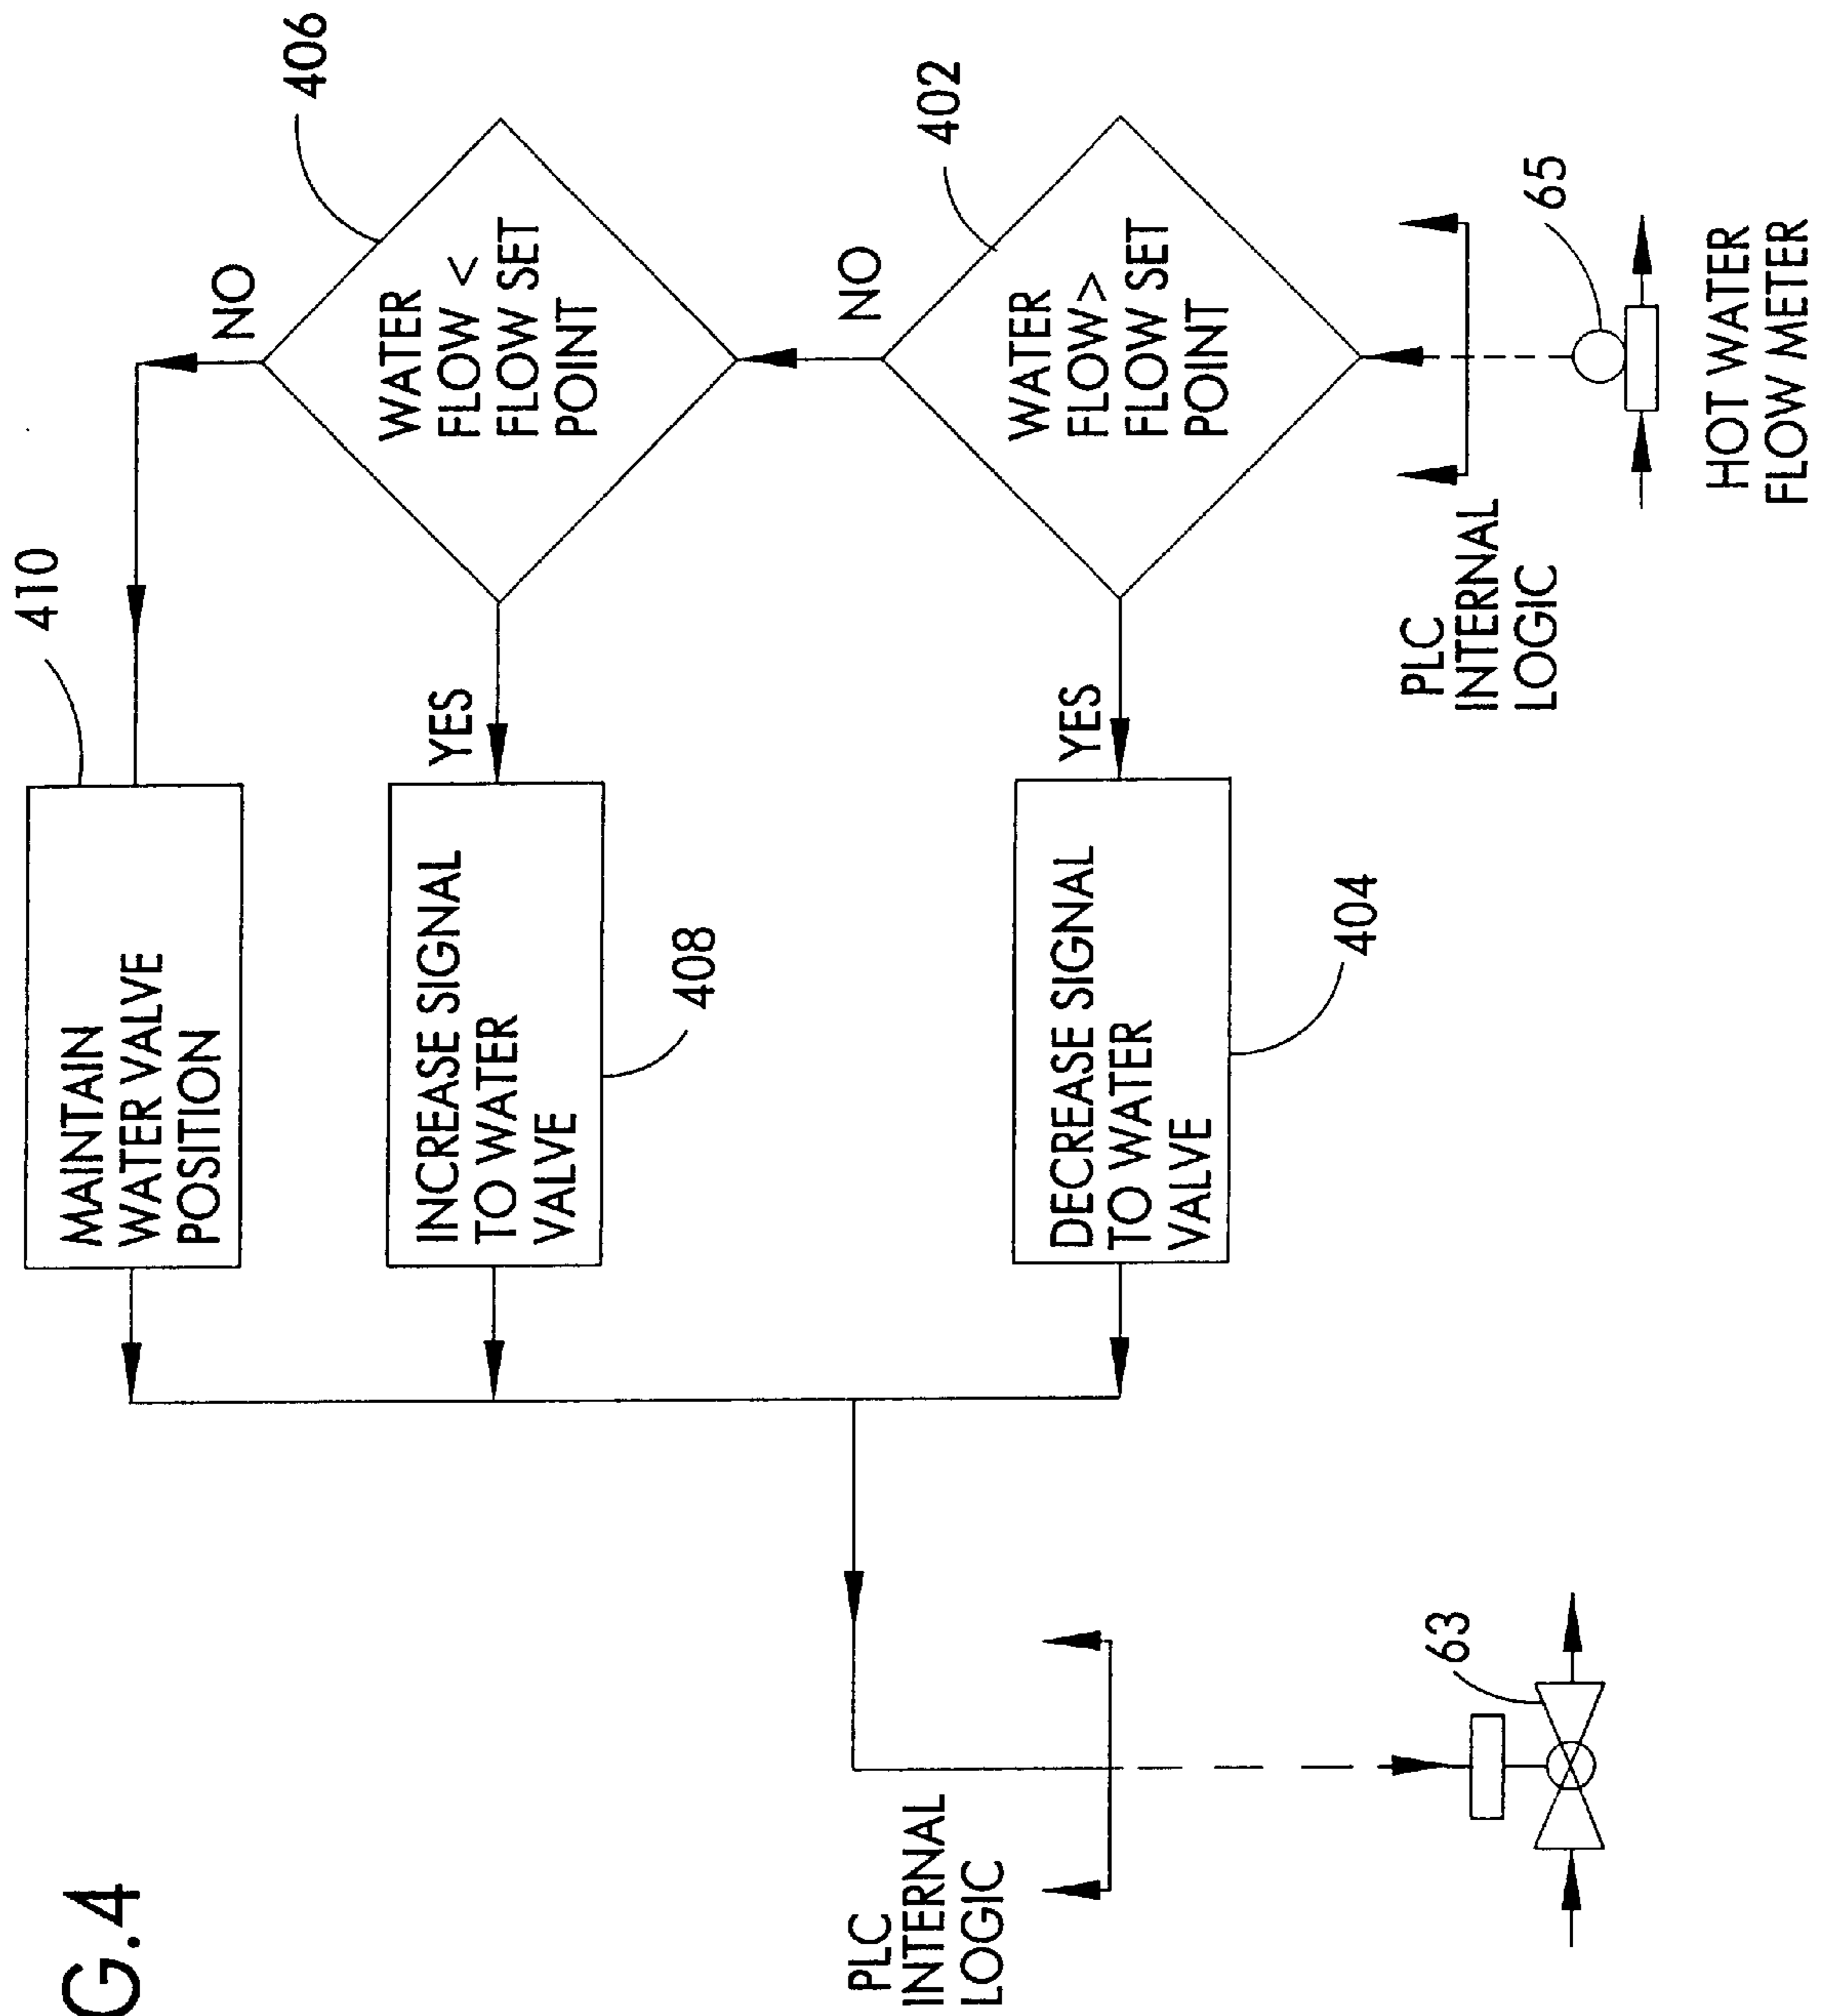 G.4
MAINTAIN
WATER VALVE
POSITION
410
NO
406
WATER
FLOW <
FLOW SET
POINT
YES
INCREASE SIGNAL
TO WATER
VALVE
408
NO
402
WATER
FLOW >
FLOW SET
POINT
YES
DECREASE SIGNAL
TO WATER
VALVE
404
PLC
INTERNAL
LOGIC
63
PLC
INTERNAL
LOGIC
65
HOT WATER
FLOW METER